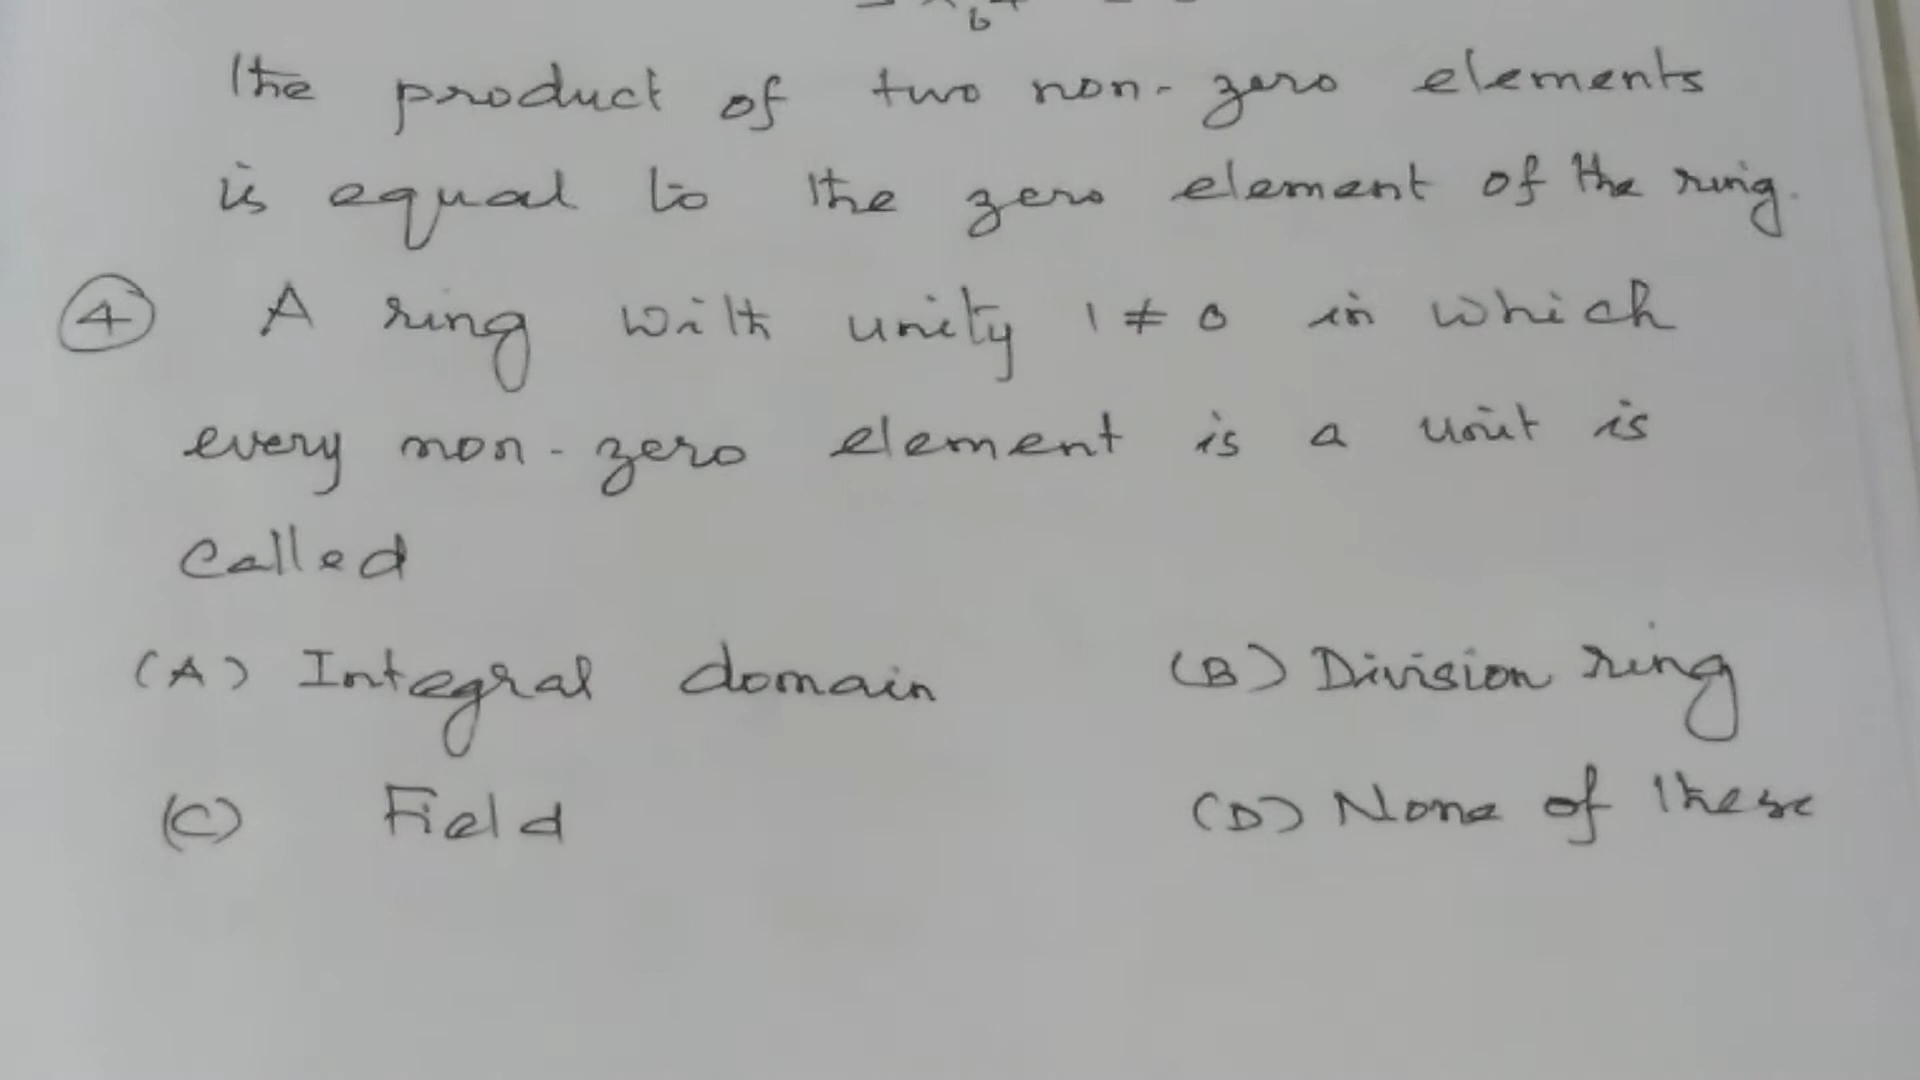 The product of two non-zero elements
is equal to the zero element of the ring.
④ A ring with unity 1 ≠ 0 in which
every non-zero element is a unit is
called
(A) Integral domain (B) Division ring
(C) Field (D) None of these